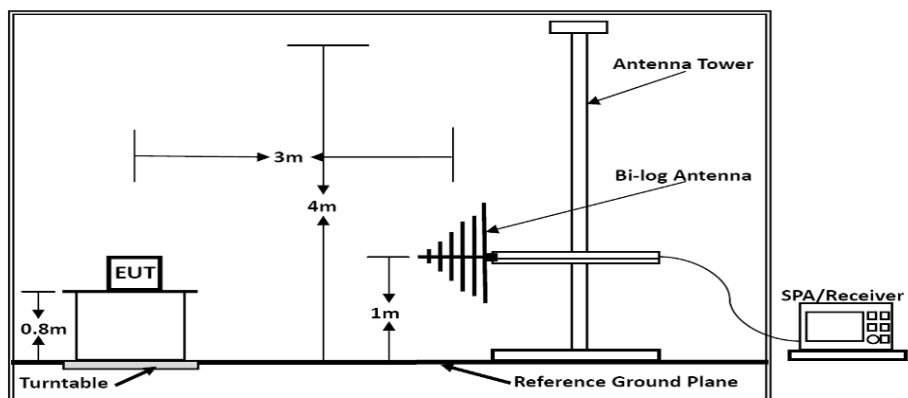 Antenna Tower
3m
Bi-log Antenna
4m
EUT
SPA/Receiver
0.8m
1m
Turntable
Reference Ground Plane